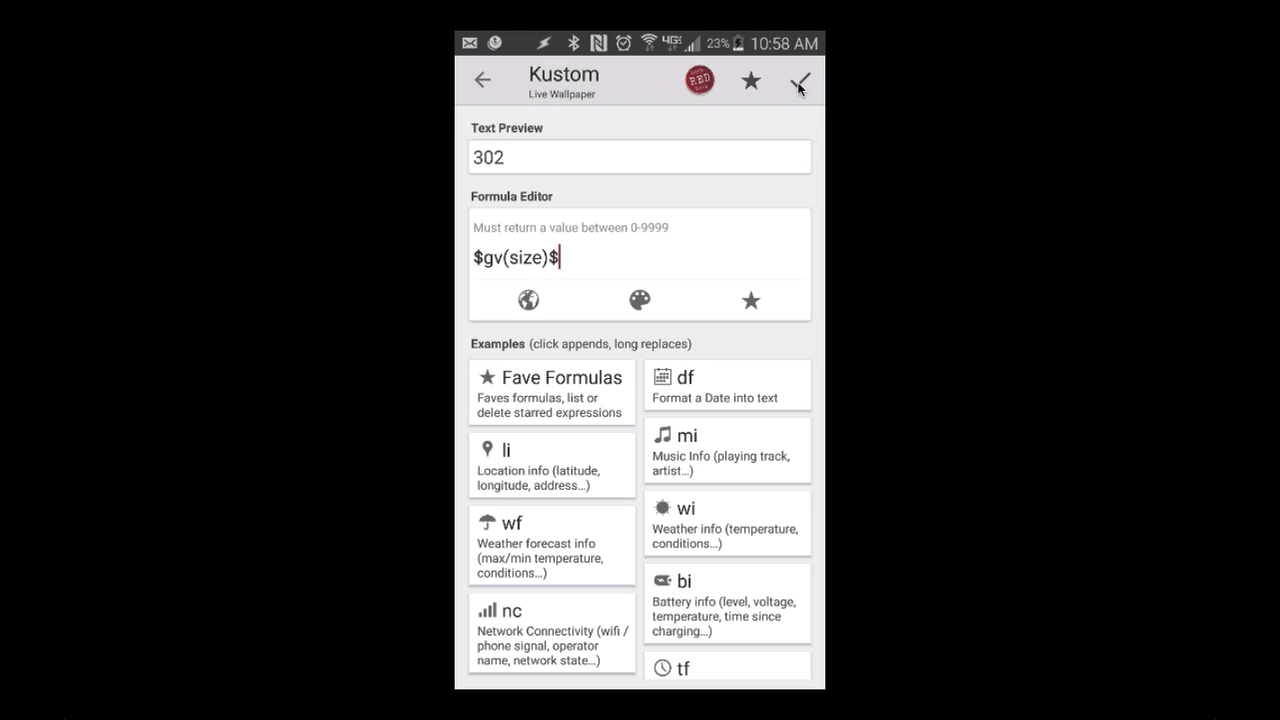 23% 10:58 AM
Kustom
Live Wallpaper
RED
Text Preview
302
Formula Editor
Must return a value between 0-9999
$gv(size)$
Examples (click appends, long replaces)
Fave Formulas
Faves formulas, list or
delete starred expressions
df
Format a Date into text
li
Location info (latitude,
longitude, address...)
mi
Music Info (playing track,
artist...)
wf
Weather forecast info
(max/min temperature,
conditions...)
wi
Weather info (temperature,
conditions...)
nc
Network Connectivity (wifi /
phone signal, operator
name, network state...)
bi
Battery info (level, voltage,
temperature, time since
charging...)
tf